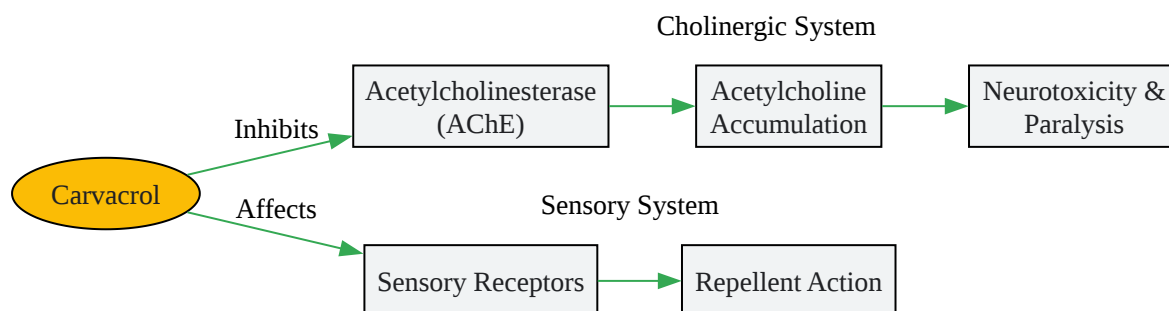 Cholinergic System
Acetylcholinesterase
(AChE)
Acetylcholine
Accumulation
Neurotoxicity &
Paralysis
Inhibits
Carvacrol
Affects
Sensory System
Sensory Receptors
Repellent Action